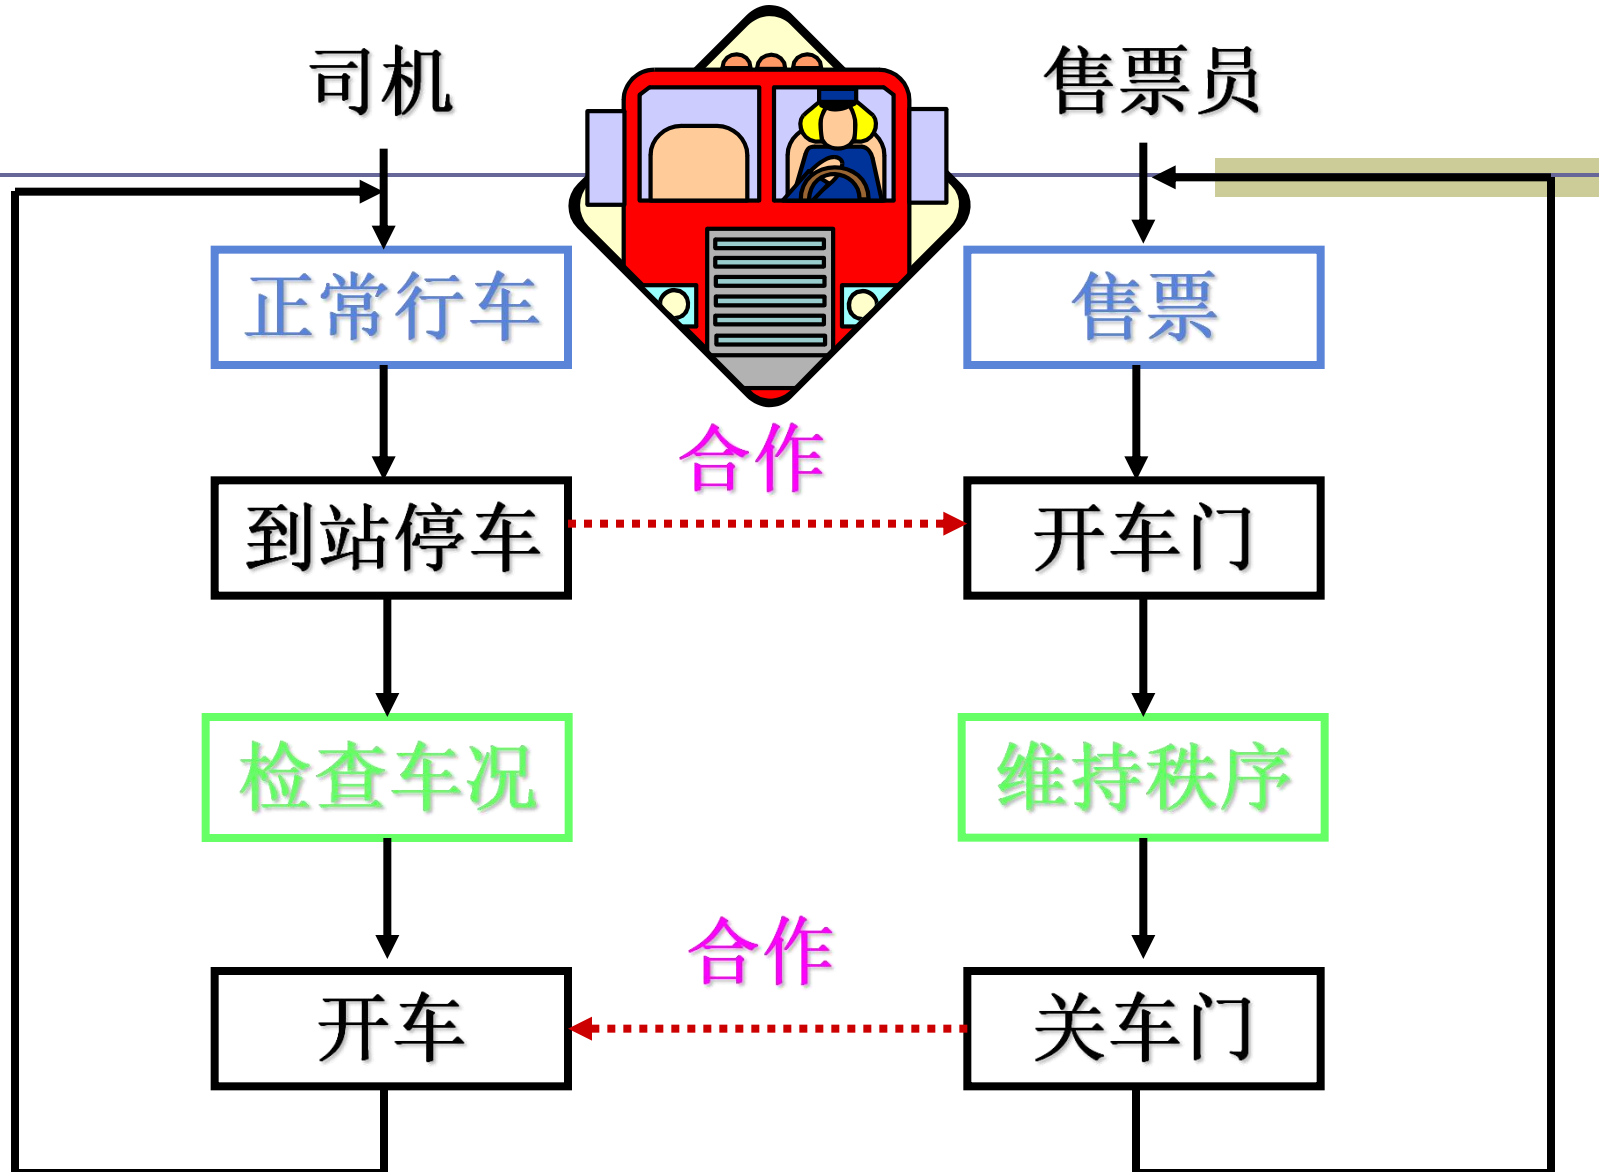 司机
售票员
正常行车
售票
合作
到站停车
开车门
检查车况
维持秩序
合作
开车
关车门